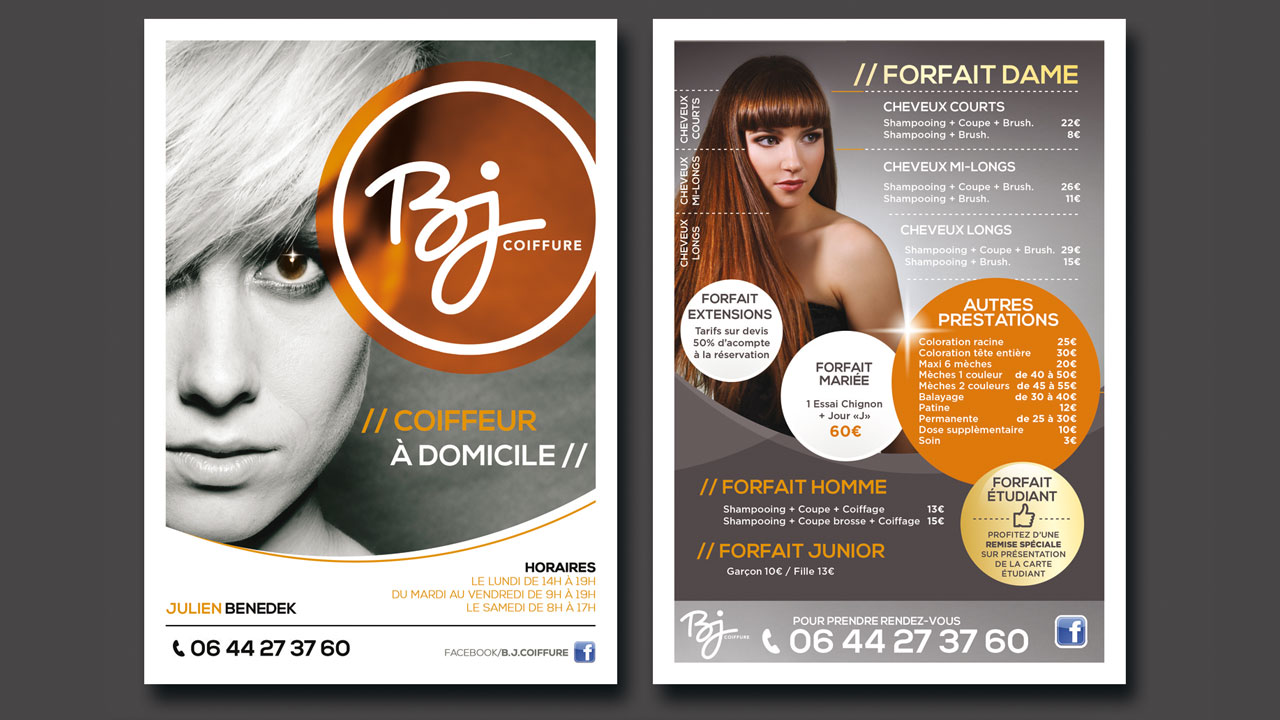 Bj
COIFFURE
// COIFFEUR
À DOMICILE //
HORAIRES
LE LUNDI DE 14H À 19H
DU MARDI AU VENDREDI DE 9H À 19H
LE SAMEDI DE 8H À 17H
JULIEN BENEDEK
06 44 27 37 60
FACEBOOK/B.J.COIFFURE
f
// FORFAIT DAME
CHEVEUX
COURTS
CHEVEUX
MI-LONGS
CHEVEUX
LONGS
CHEVEUX COURTS
Shampooing + Coupe + Brush. 22€
Shampooing + Brush. 8€
CHEVEUX MI-LONGS
Shampooing + Coupe + Brush. 26€
Shampooing + Brush. 11€
CHEVEUX LONGS
Shampooing + Coupe + Brush. 29€
Shampooing + Brush. 15€
FORFAIT
EXTENSIONS
Tarifs sur devis
50% d'acompte
à la réservation
FORFAIT
MARIÉE
1 Essai Chignon
+ Jour «J»
60€
AUTRES
PRESTATIONS
Coloration racine 25€
Coloration tête entière 30€
Maxi 6 mèches 20€
Mèches 1 couleur de 40 à 50€
Mèches 2 couleurs de 45 à 55€
Balayage de 30 à 40€
Patine 12€
Permanente de 25 à 30€
Dose supplèmentaire 10€
Soin 3€
// FORFAIT HOMME
Shampooing + Coupe + Coiffage 13€
Shampooing + Coupe brosse + Coiffage 15€
// FORFAIT JUNIOR
Garçon 10€ / Fille 13€
FORFAIT
ÉTUDIANT
PROFITEZ D'UNE
REMISE SPÉCIALE
SUR PRÉSENTATION
DE LA CARTE
ÉTUDIANT
Bj
COIFFURE
POUR PRENDRE RENDEZ-VOUS
06 44 27 37 60
f